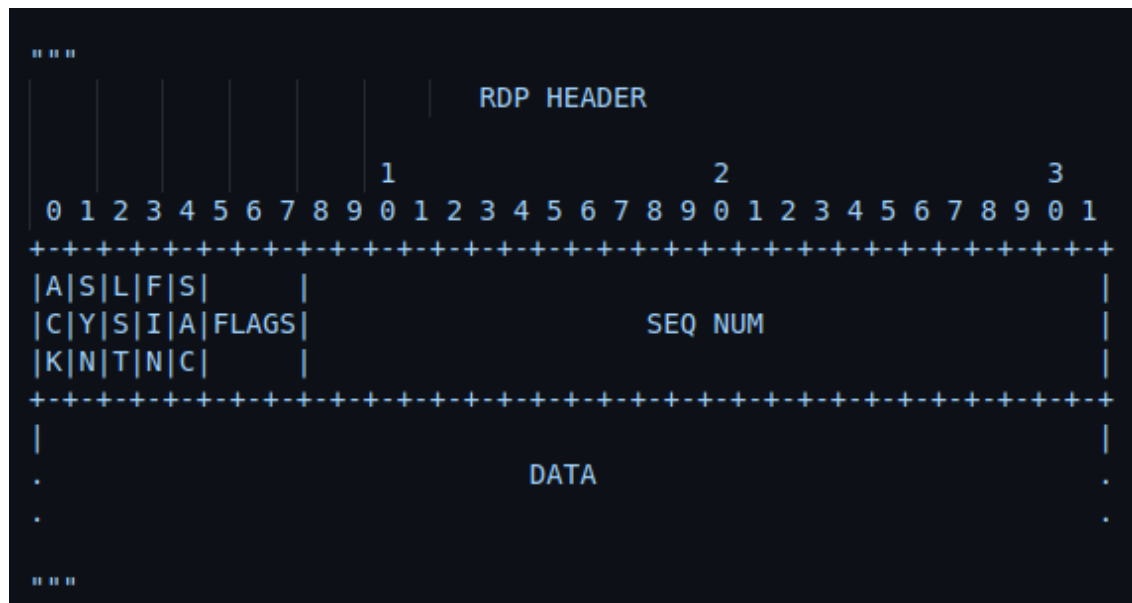 """
RDP HEADER
1 2 3
0 1 2 3 4 5 6 7 8 9 0 1 2 3 4 5 6 7 8 9 0 1 2 3 4 5 6 7 8 9 0 1
+-+-+-+-+-+-+-+-+-+-+-+-+-+-+-+-+-+-+-+-+-+-+-+-+-+-+-+-+-+-+-+-+
|A|S|L|F|S|     |                                               |
|C|Y|S|I|A|FLAGS|                    SEQ NUM                    |
|K|N|T|N|C|     |                                               |
+-+-+-+-+-+-+-+-+-+-+-+-+-+-+-+-+-+-+-+-+-+-+-+-+-+-+-+-+-+-+-+-+
|                                                               |
.                             DATA                              .
.                                                               .
"""